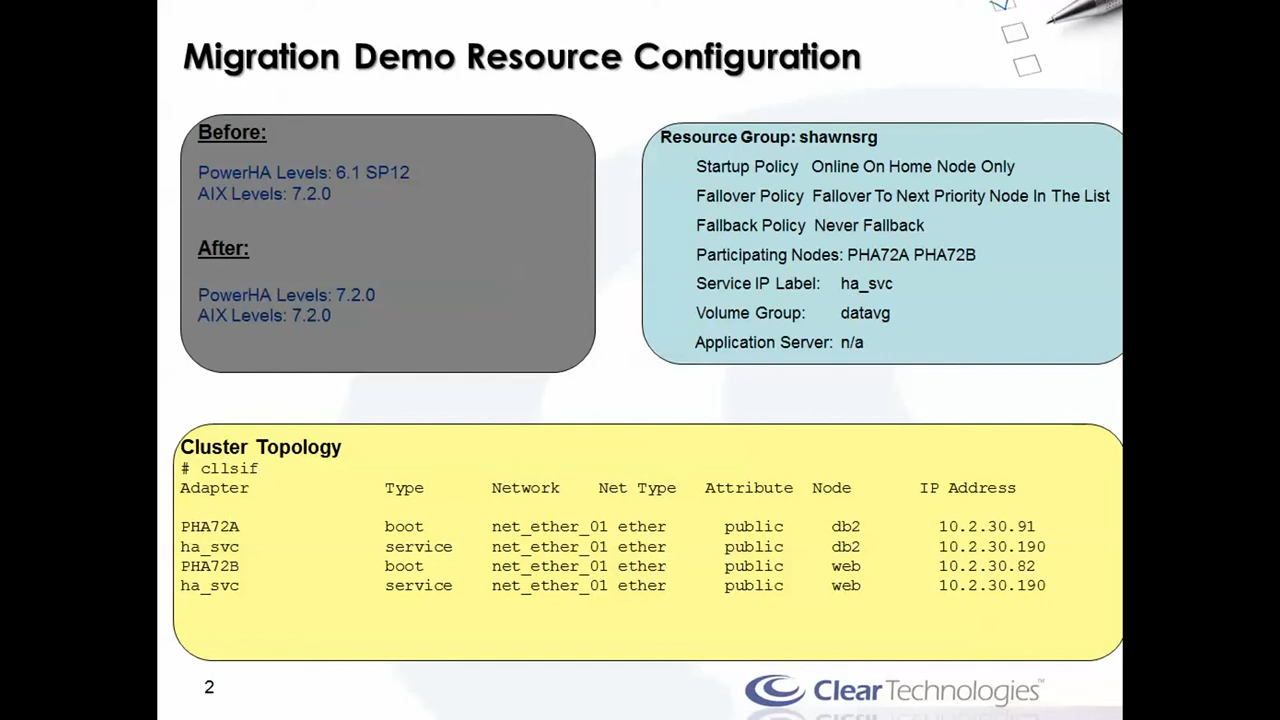 Migration Demo Resource Configuration
Before:
PowerHA Levels: 6.1 SP12
AIX Levels: 7.2.0
After:
PowerHA Levels: 7.2.0
AIX Levels: 7.2.0
Resource Group: shawnsrg
Startup Policy Online On Home Node Only
Fallover Policy Fallover To Next Priority Node In The List
Fallback Policy Never Fallback
Participating Nodes: PHA72A PHA72B
Service IP Label: ha_svc
Volume Group: datavg
Application Server: n/a
Cluster Topology
# cllsif
Adapter Type Network Net Type Attribute Node IP Address
PHA72A boot net_ether_01 ether public db2 10.2.30.91
ha_svc service net_ether_01 ether public db2 10.2.30.190
PHA72B boot net_ether_01 ether public web 10.2.30.82
ha_svc service net_ether_01 ether public web 10.2.30.190
2
Clear Technologies™